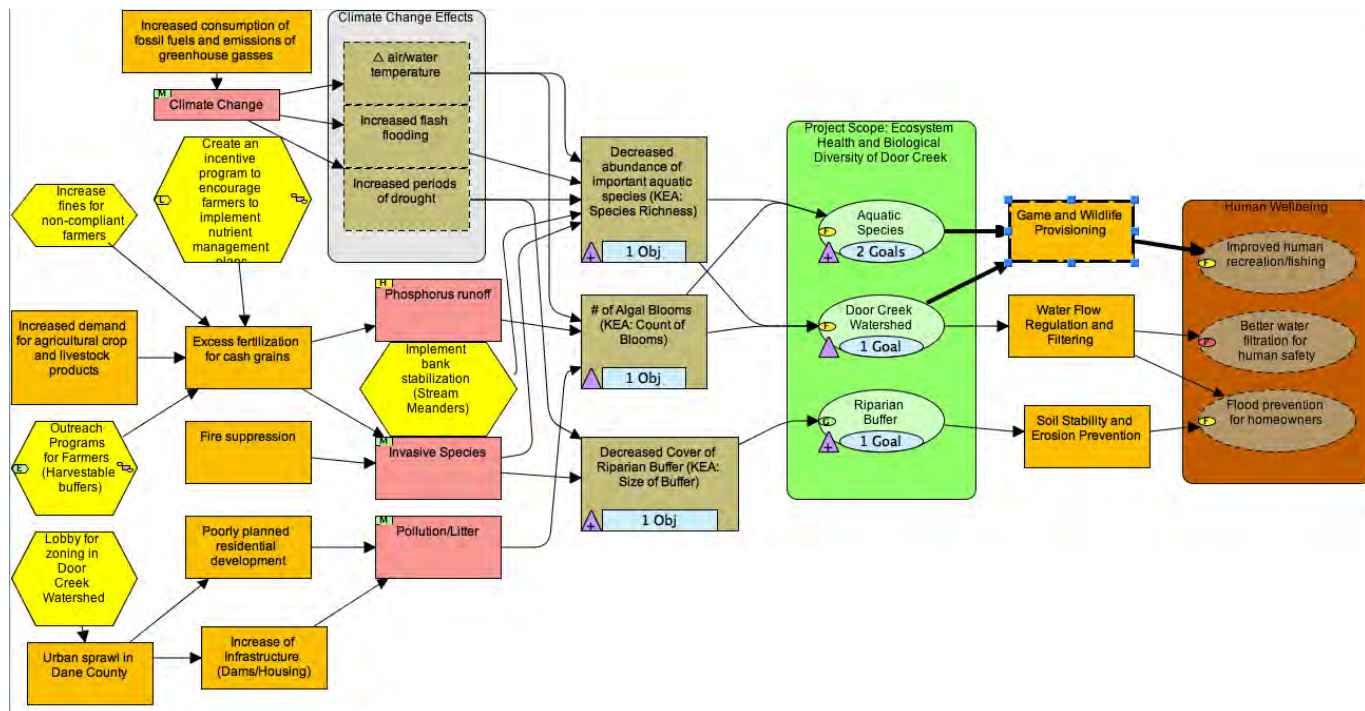 Increased consumption of
fossil fuels and emissions of
greenhouse gasses
M
Climate Change
Climate Change Effects
△ air/water
temperature
Increased flash
flooding
Increased periods
of drought
Increase
fines for
non-compliant
farmers
Create an
incentive
program to
encourage
farmers to
implement
nutrient
management
plans
L
Increased demand
for agricultural crop
and livestock
products
Excess fertilization
for cash grains
Outreach
Programs
for Farmers
(Harvestable
buffers)
E
Fire suppression
Lobby for
zoning in
Door
Creek
Watershed
Poorly planned
residential
development
Urban sprawl in
Dane County
Increase of
Infrastructure
(Dams/Housing)
H
Phosphorus runoff
Implement
bank
stabilization
(Stream
Meanders)
M
Invasive Species
M
Pollution/Litter
Decreased
abundance of
important aquatic
species (KEA:
Species Richness)
+
1 Obj
# of Algal Blooms
(KEA: Count of
Blooms)
1 Obj
Decreased Cover of
Riparian Buffer (KEA:
Size of Buffer)
+
1 Obj
Project Scope: Ecosystem
Health and Biological
Diversity of Door Creek
Aquatic
Species
F
+
2 Goals
Door Creek
Watershed
F
1 Goal
Riparian
Buffer
G
+
1 Goal
Game and Wildlife
Provisioning
Water Flow
Regulation and
Filtering
Soil Stability and
Erosion Prevention
Human Wellbeing
Improved human
recreation/fishing
F
Better water
filtration for
human safety
P
Flood prevention
for homeowners
F